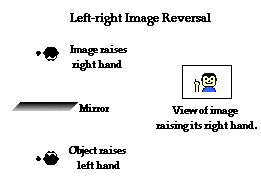 Left-right Image Reversal
Image raises
right hand
Mirror
View of image
raising its right hand.
Object raises
left hand